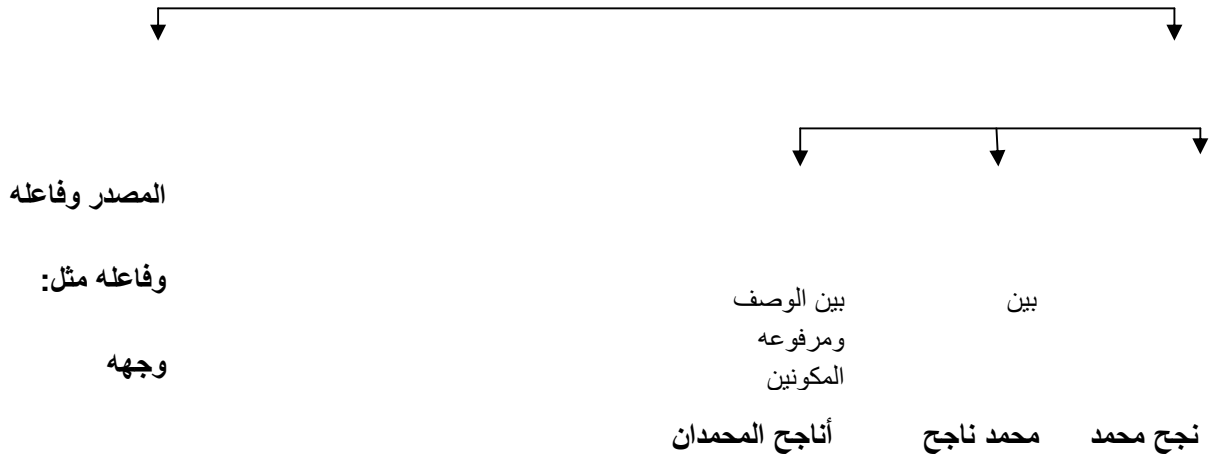 المصدر وفاعله
وفاعله مثل:
وجهه
بين
بين الوصف
ومرفوعه
المكونين
نجح محمد
محمد ناجح
أناجح المحمدان